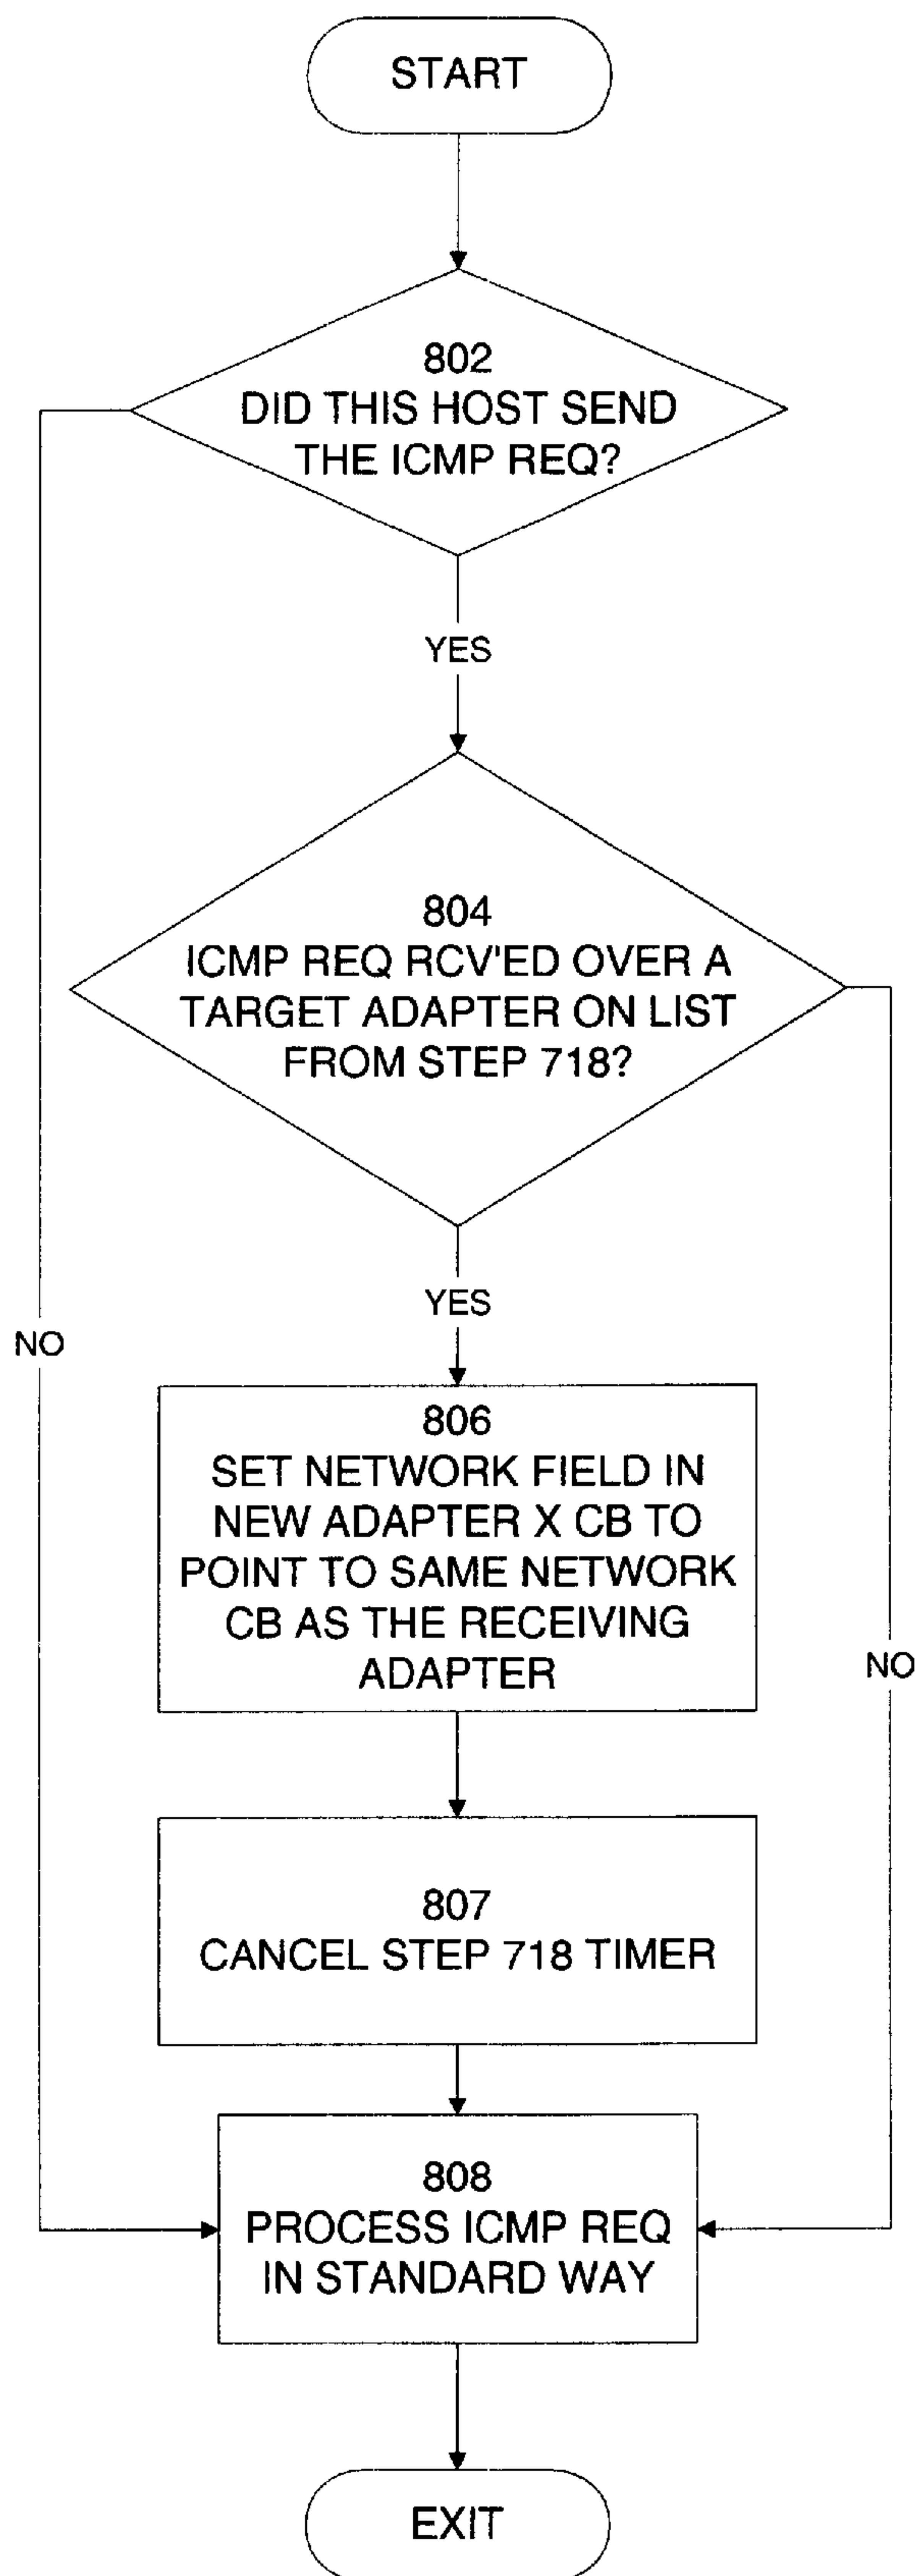 START
802
DID THIS HOST SEND
THE ICMP REQ?
YES
804
ICMP REQ RCV'ED OVER A
TARGET ADAPTER ON LIST
FROM STEP 718?
YES
NO
806
SET NETWORK FIELD IN
NEW ADAPTER X CB TO
POINT TO SAME NETWORK
CB AS THE RECEIVING
ADAPTER
NO
807
CANCEL STEP 718 TIMER
808
PROCESS ICMP REQ
IN STANDARD WAY
EXIT